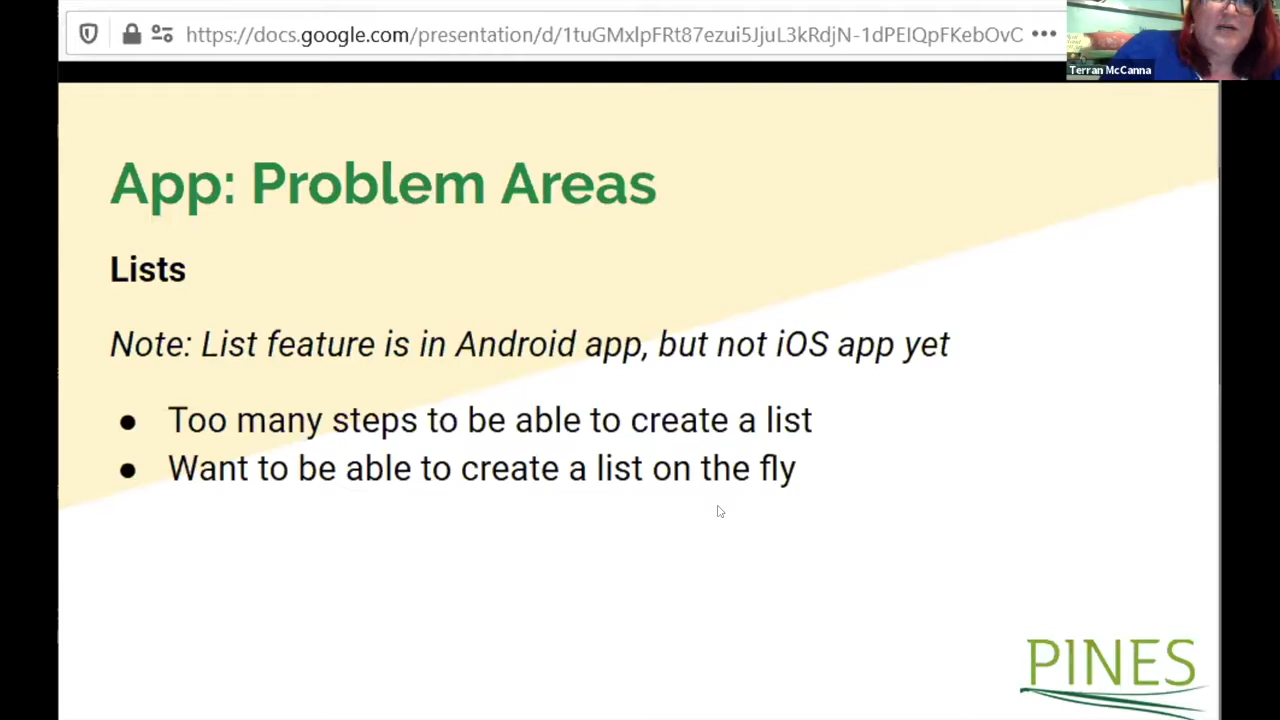 https://docs.google.com/presentation/d/1tuGMxlpFRt87ezui5JjuL3kRdjN-1dPEIQpFKebOvC
Terran McCanna
App: Problem Areas
Lists
Note: List feature is in Android app, but not iOS app yet
● Too many steps to be able to create a list
● Want to be able to create a list on the fly
PINES